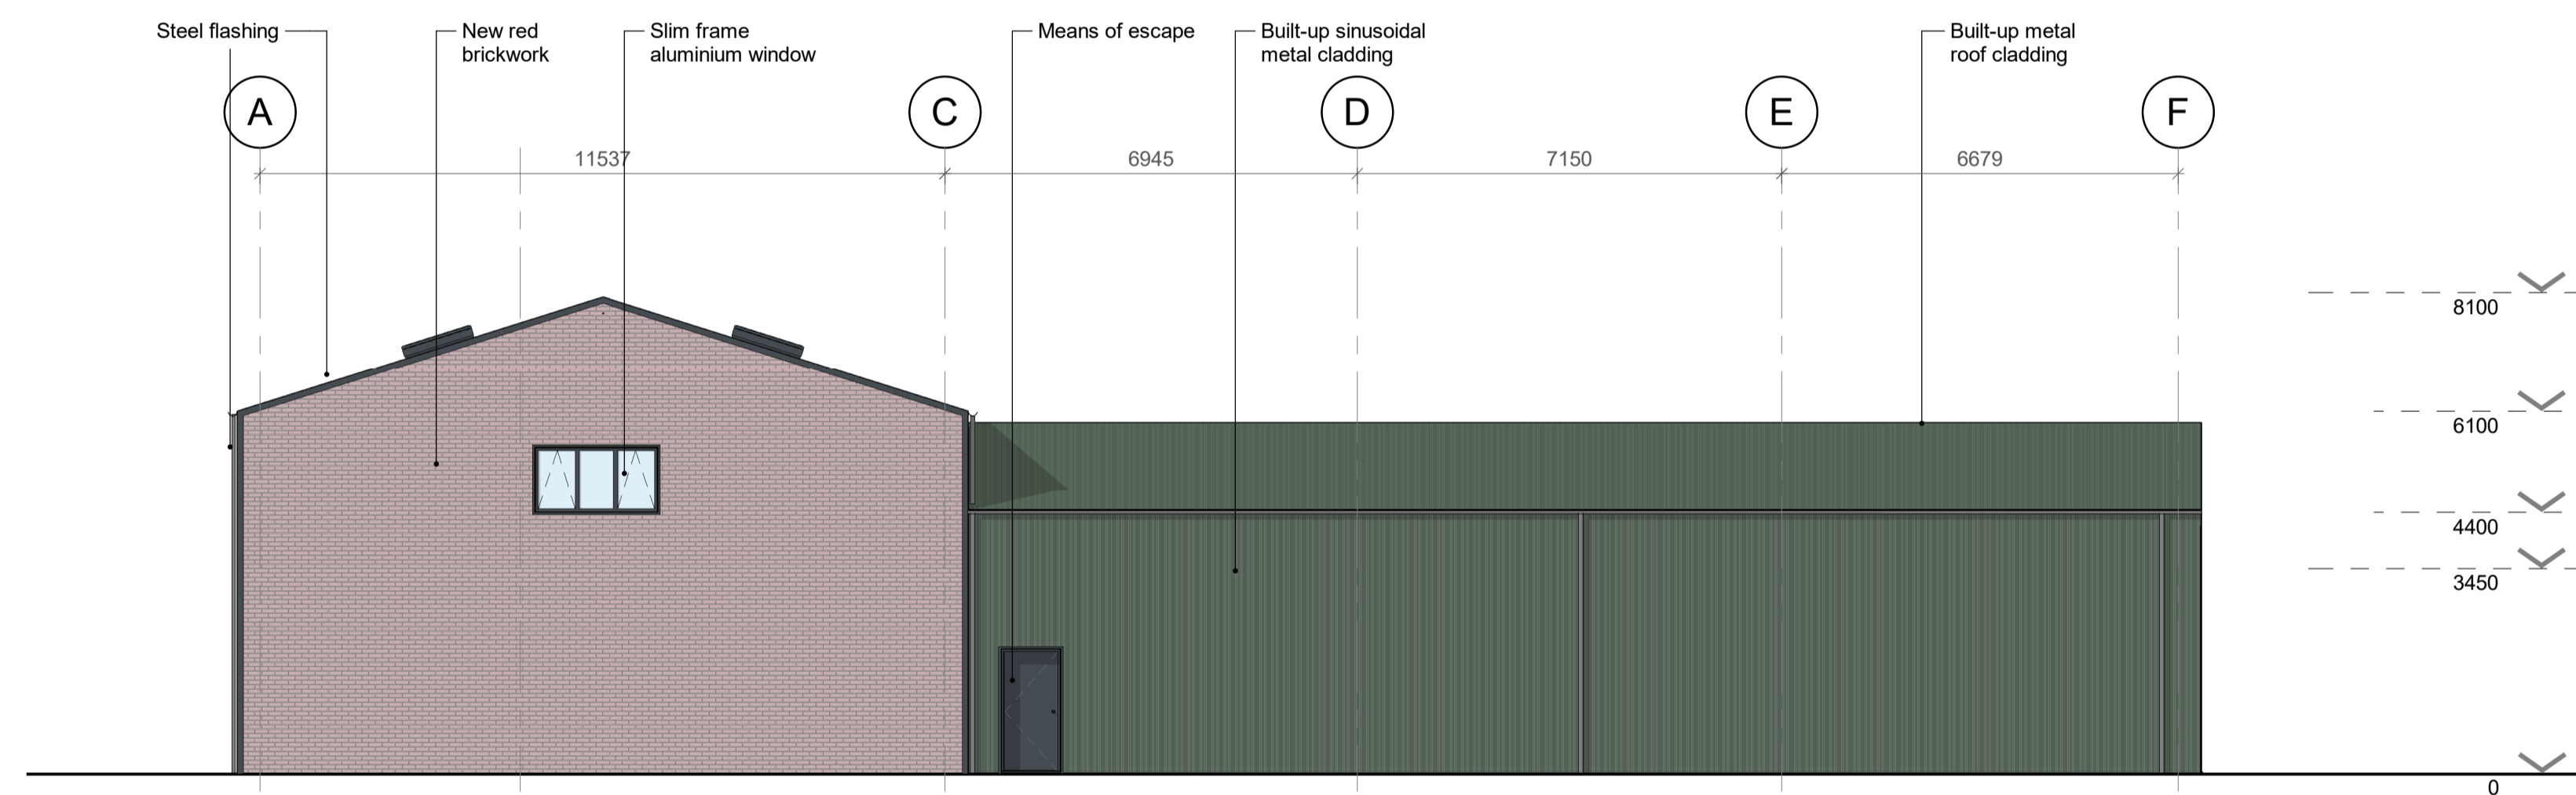 Steel flashing
New red
brickwork
Slim frame
aluminium window
Means of escape
Built-up sinusoidal
metal cladding
Built-up metal
roof cladding
A
C
D
E
F
11537
6945
7150
6679
8100
6100
4400
3450
0